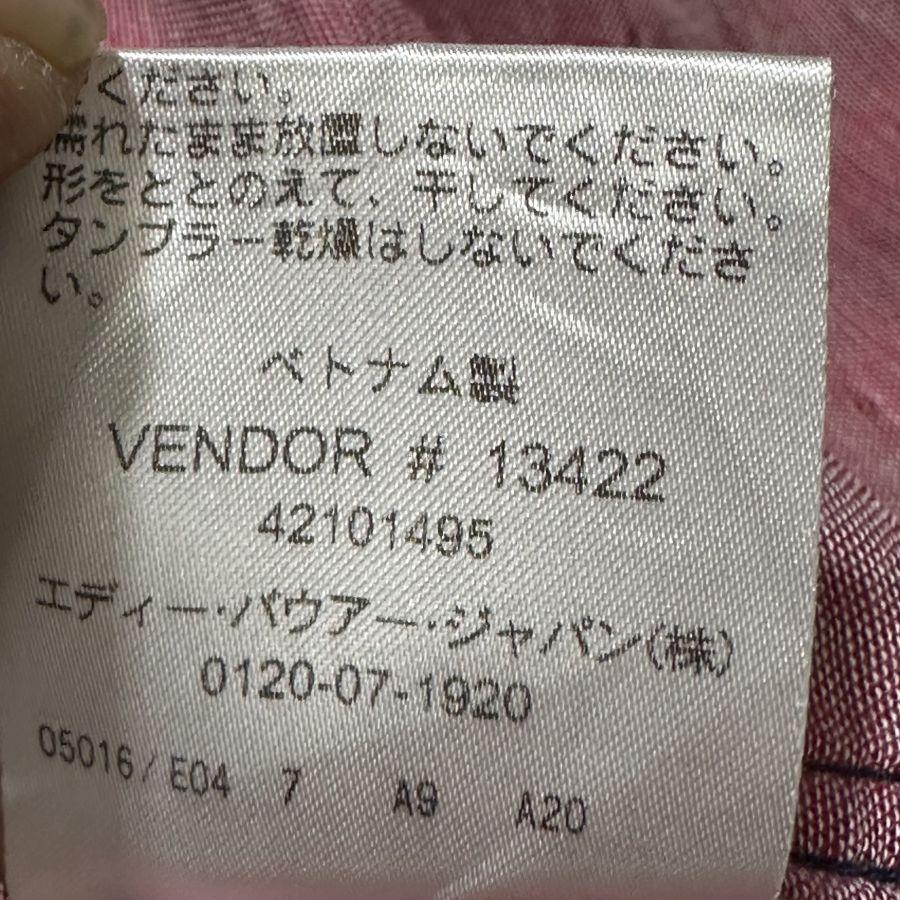 てください。
濡れたまま放置しないでください。
形をととのえて、干してください。
タンブラー乾燥はしないでくださ
い。
ベトナム製
VENDOR # 13422
42101495
エディー・バウアー・ジャパン(株)
0120-07-1920
05016/E04 7 A9 A20